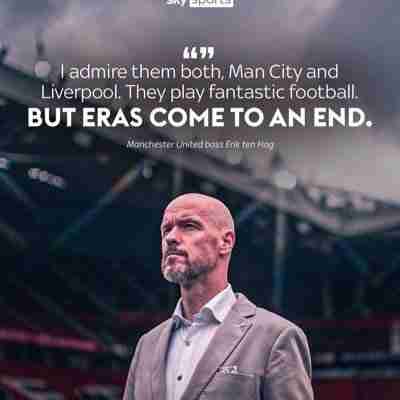 sky sports
““””
I admire them both, Man City and
Liverpool. They play fantastic football.
BUT ERAS COME TO AN END.
Manchester United boss Erik ten Hag